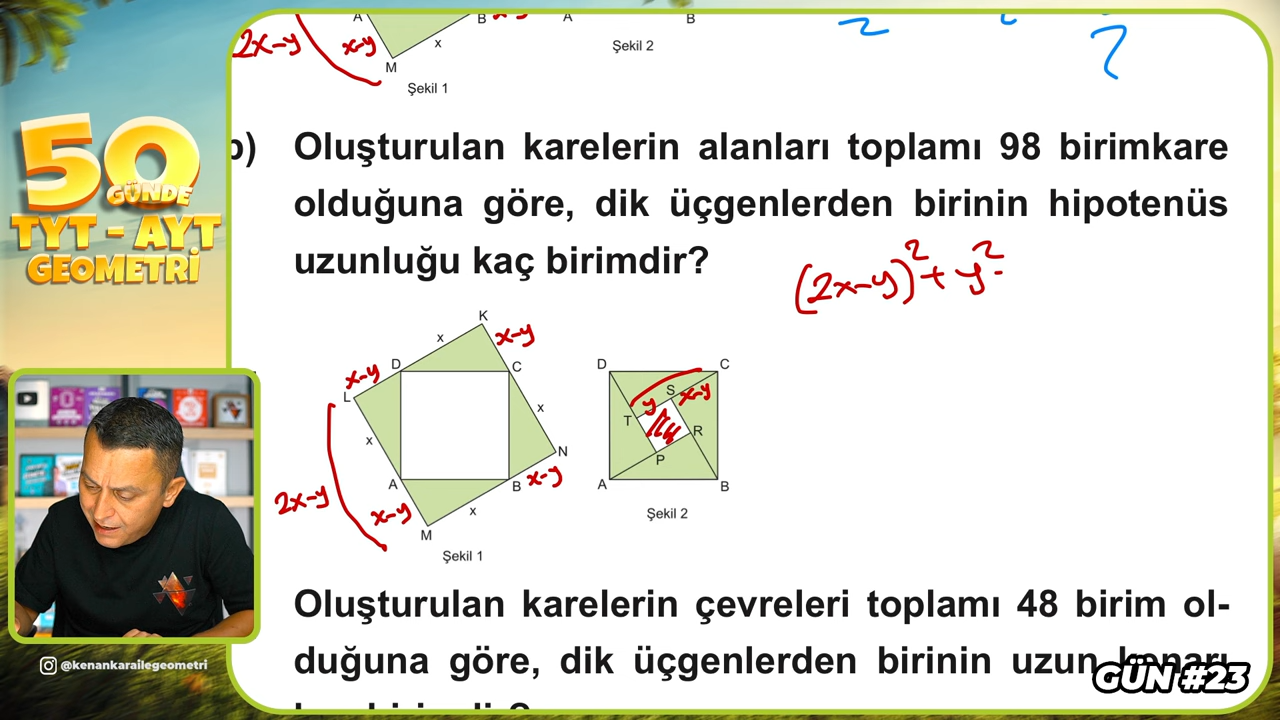 50
GÜNDE
TYT - AYT
GEOMETRİ
A
B
A
B
2x-y
x-y
x
M
Şekil 1
Şekil 2
b) Oluşturulan karelerin alanları toplamı 98 birimkare
olduğuna göre, dik üçgenlerden birinin hipotenüs
uzunluğu kaç birimdir?
(2x-y)² + y²
K
x
x-y
D
C
x-y
L
x
x
N
A
B
x-y
2x-y
x-y
x
M
Şekil 1
D
C
S
y
x-y
T
R
P
A
B
Şekil 2
Oluşturulan karelerin çevreleri toplamı 48 birim ol-
duğuna göre, dik üçgenlerden birinin uzun kenarı
@kenankarailegeometri
GÜN #23